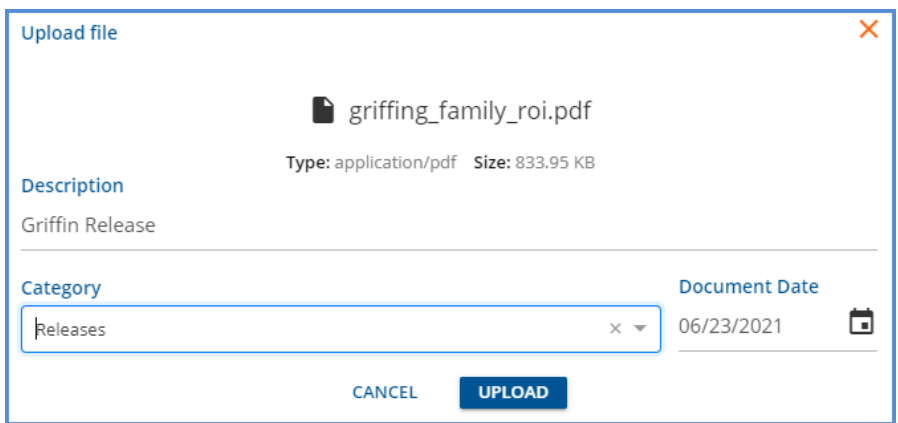 Upload file
griffing_family_roi.pdf
Type: application/pdf Size: 833.95 KB
Description
Griffin Release
Category
Document Date
Releases
06/23/2021
CANCEL
UPLOAD